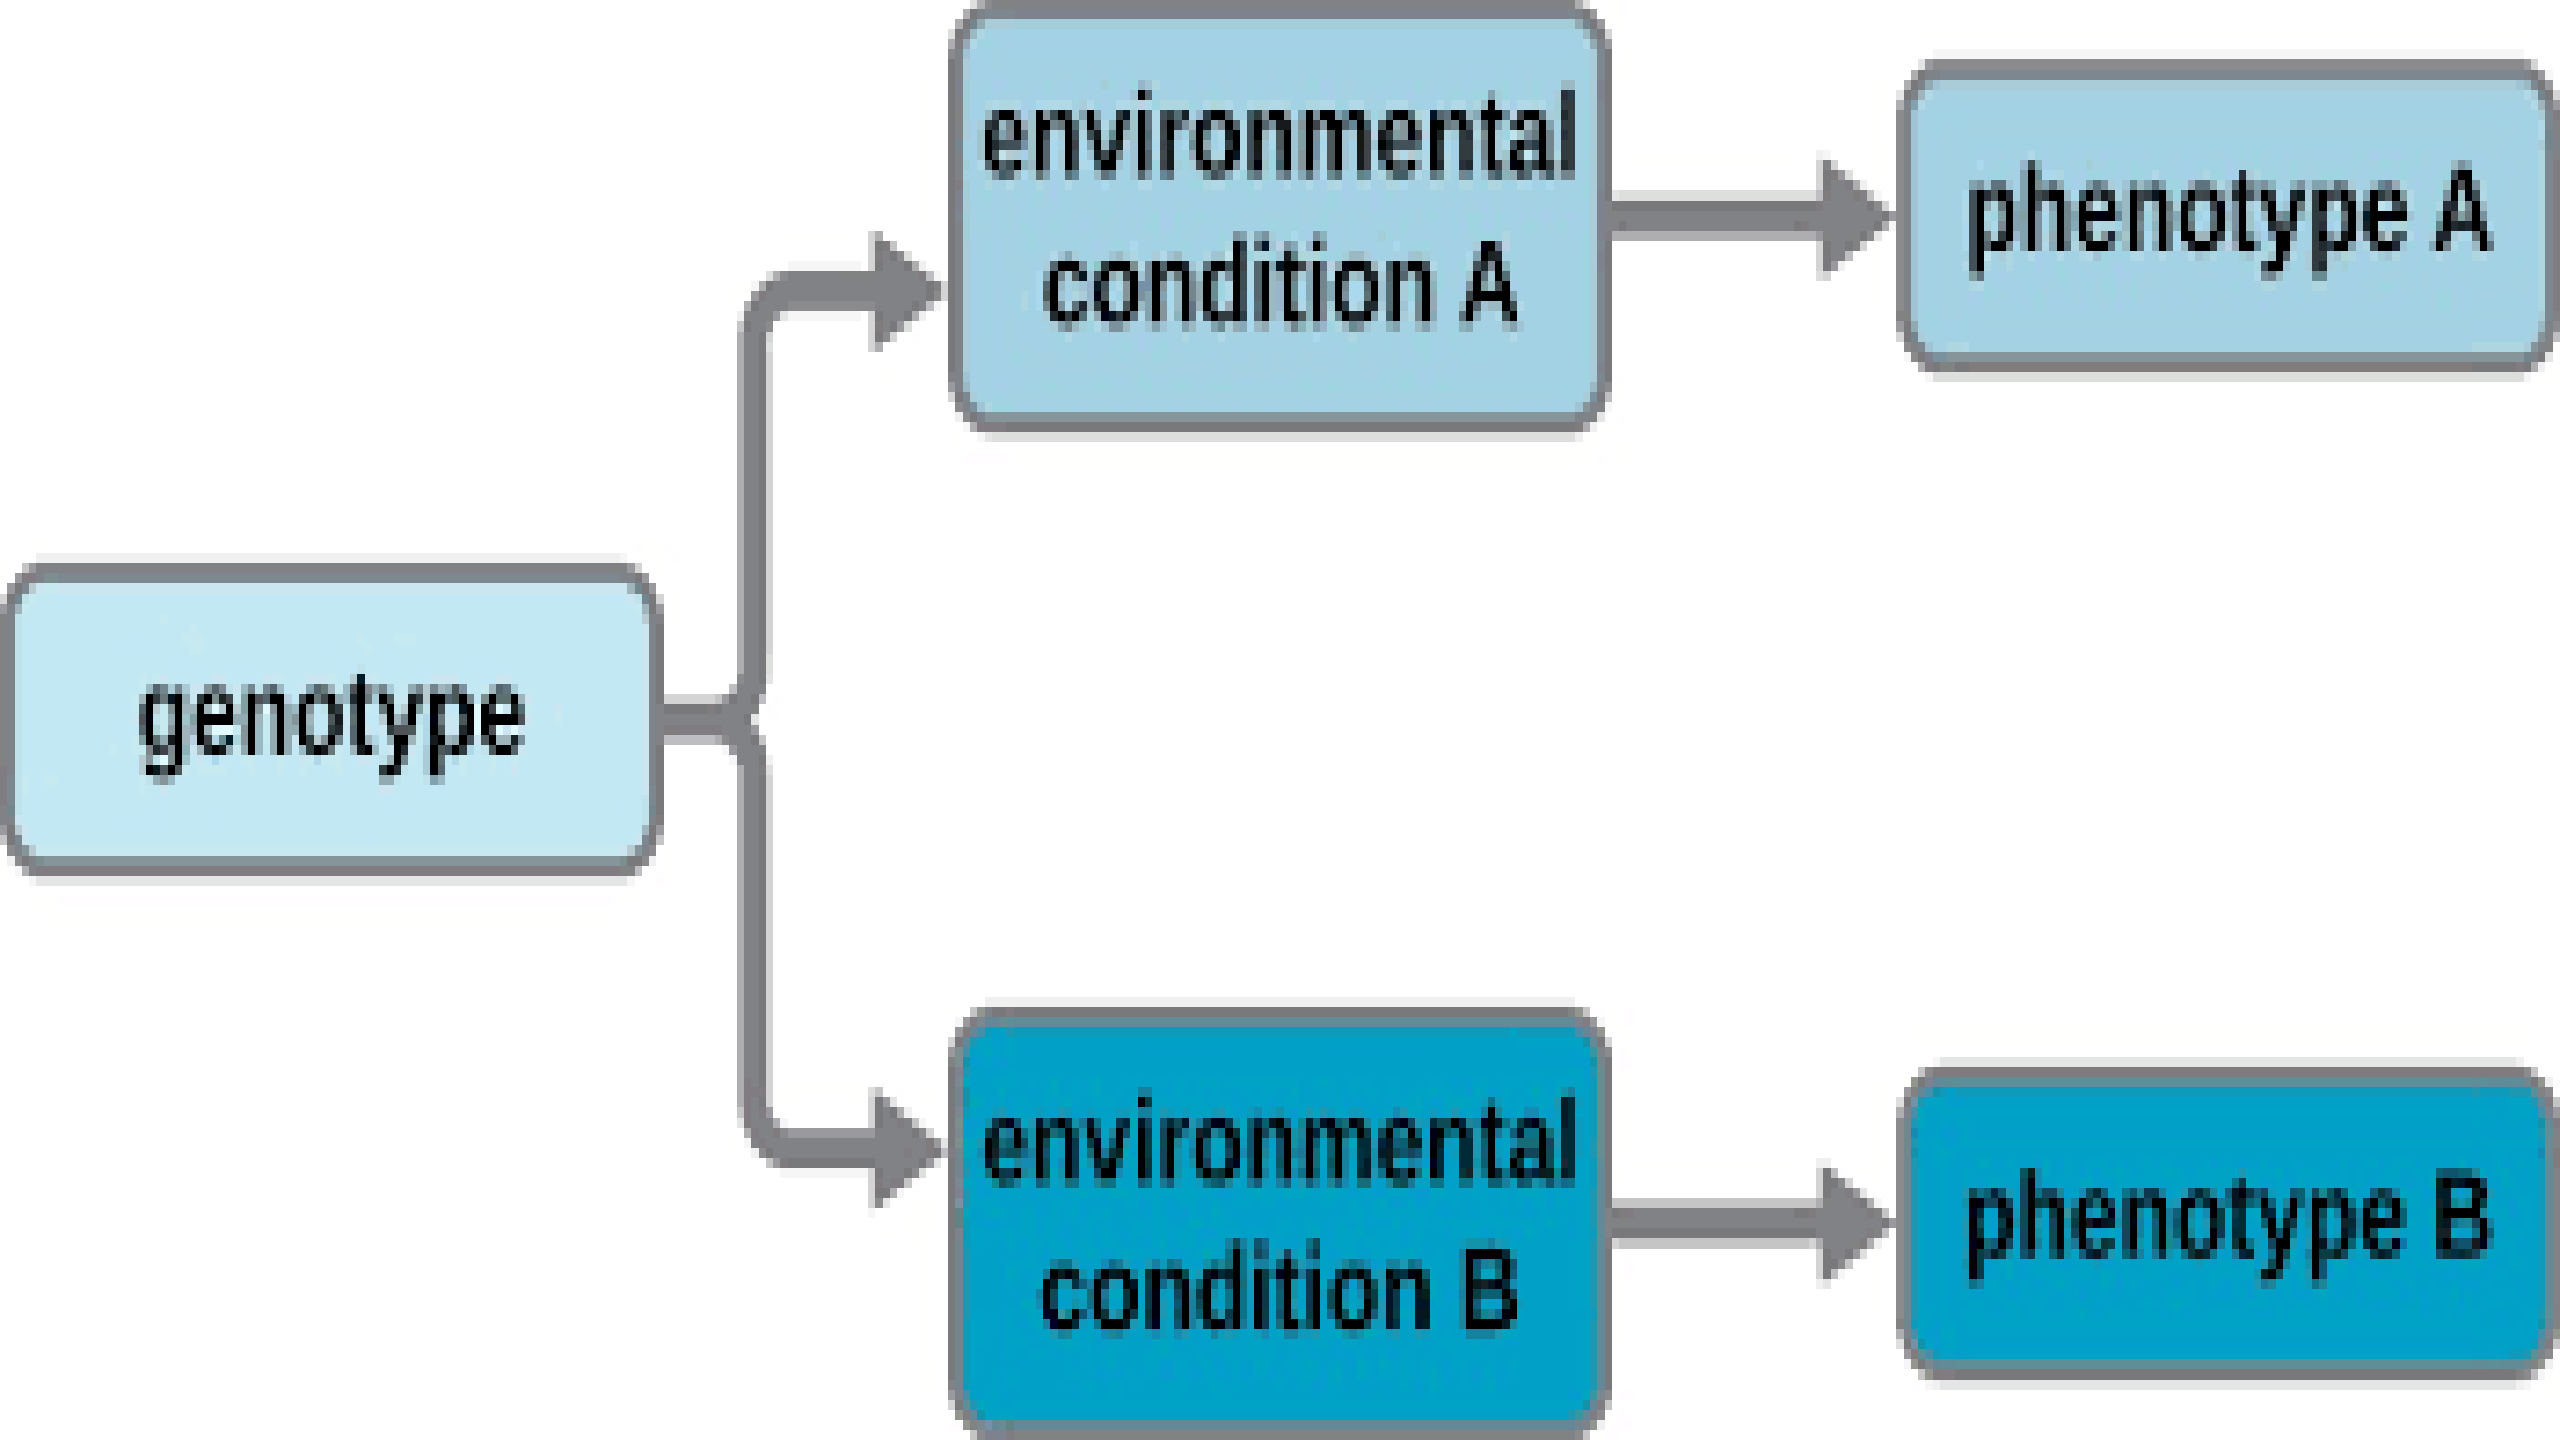 environmental
condition A
phenotype A
genotype
environmental
condition B
phenotype B